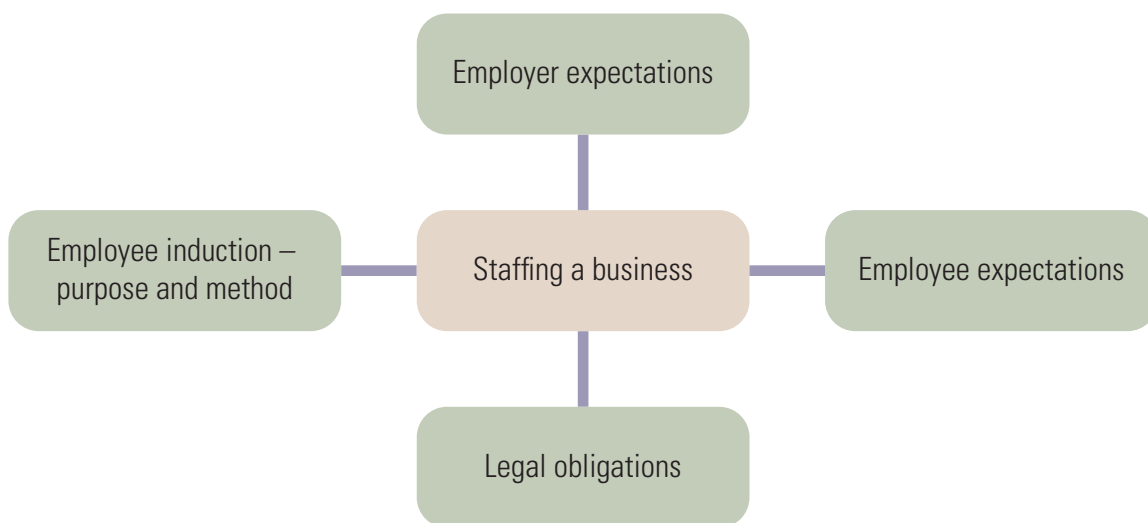 Employer expectations
Employee induction –
purpose and method
Staffing a business
Employee expectations
Legal obligations